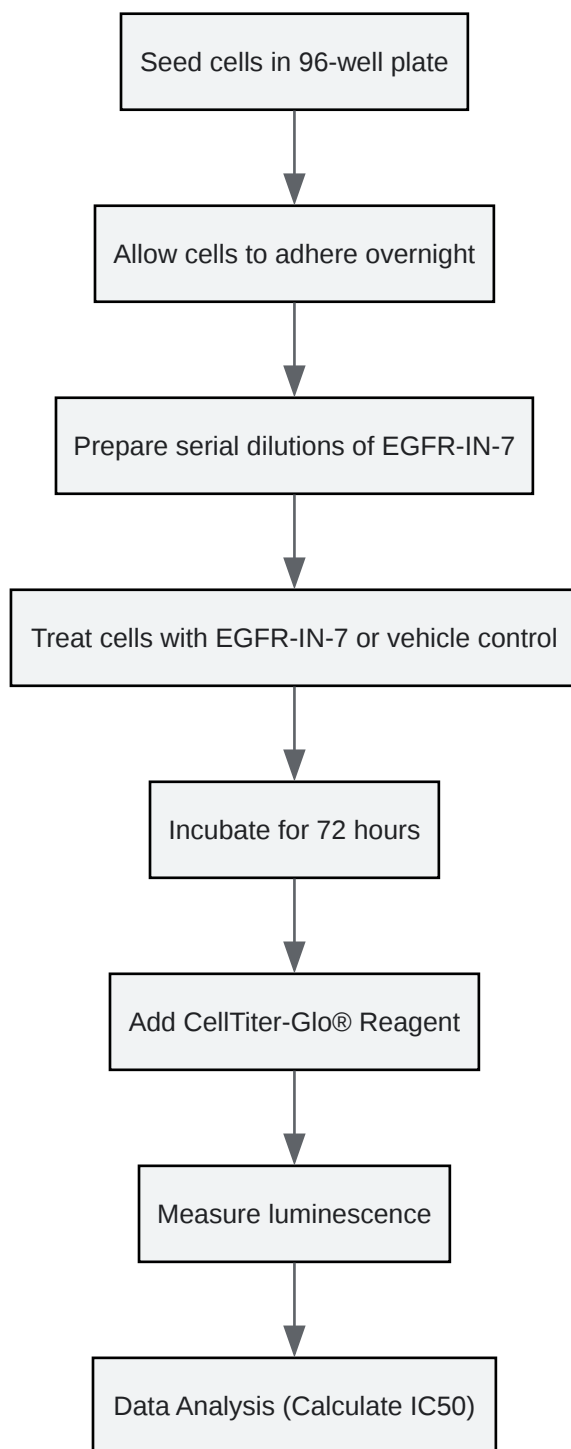 Seed cells in 96-well plate
Allow cells to adhere overnight
Prepare serial dilutions of EGFR-IN-7
Treat cells with EGFR-IN-7 or vehicle control
Incubate for 72 hours
Add CellTiter-Glo® Reagent
Measure luminescence
Data Analysis (Calculate IC50)